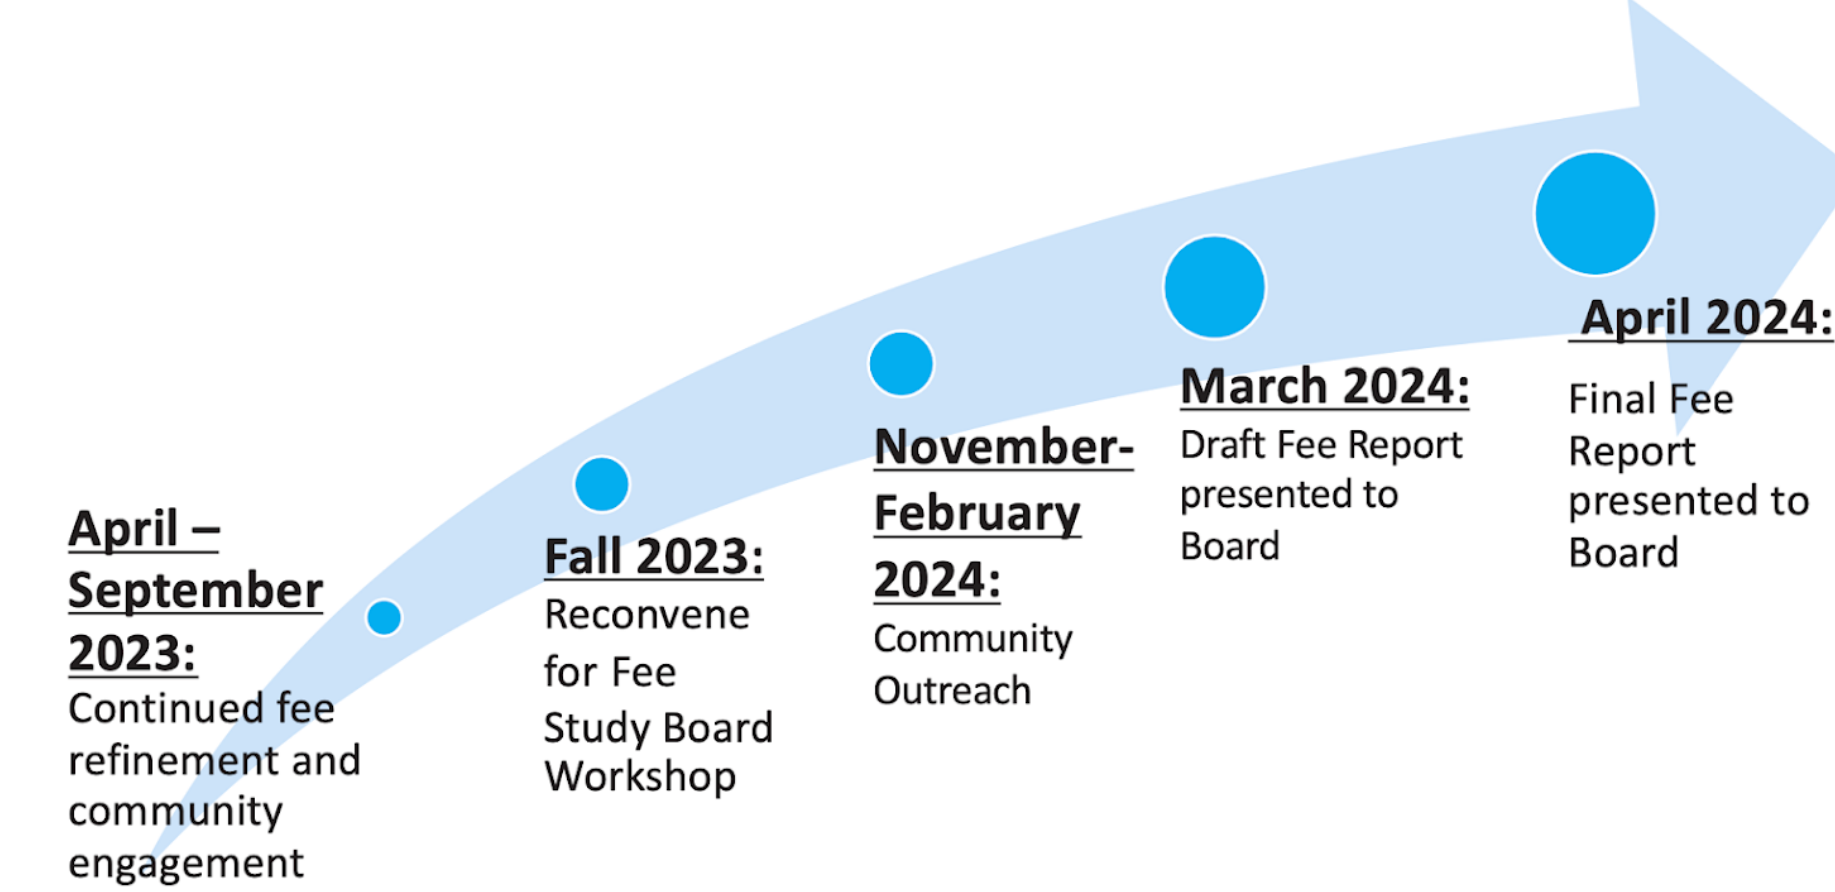 April –
September
2023:
Continued fee
refinement and
community
engagement
Fall 2023:
Reconvene
for Fee
Study Board
Workshop
November-
February
2024:
Community
Outreach
March 2024:
Draft Fee Report
presented to
Board
April 2024:
Final Fee
Report
presented to
Board